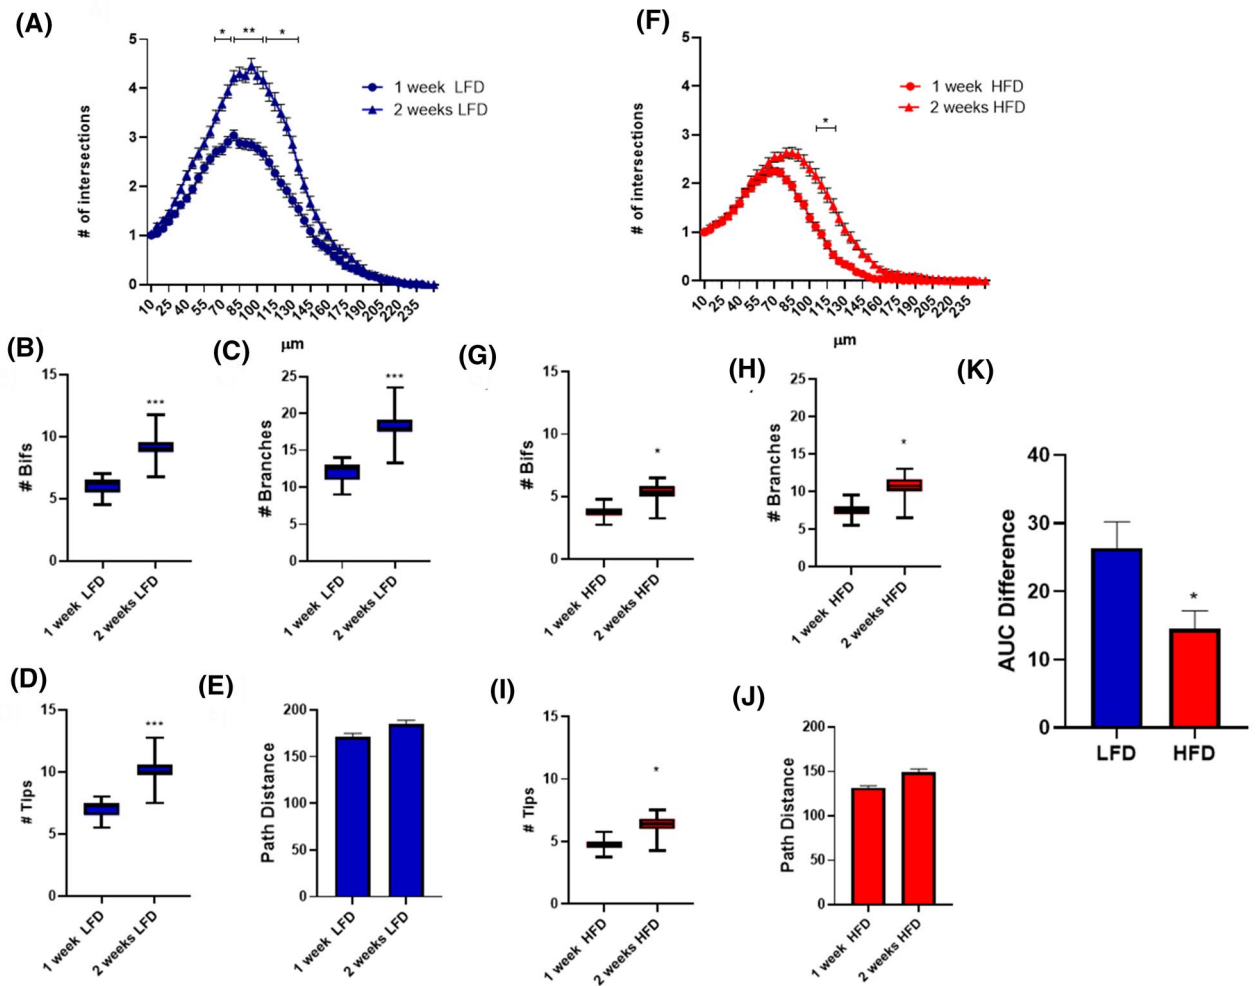 (A)
* ** *
5
4
3
2
1
0
# of intersections
1 week LFD
2 weeks LFD
10 25 40 55 70 85 100 115 130 145 160 175 190 205 220 235
µm
(F)
*
5
4
3
2
1
0
# of intersections
1 week HFD
2 weeks HFD
10 25 40 55 70 85 100 115 130 145 160 175 190 205 220 235
µm
(B)
15
10
5
0
# Bifs
***
1 week LFD
2 weeks LFD
(C)
25
20
15
10
5
0
# Branches
***
1 week LFD
2 weeks LFD
(G)
15
10
5
0
# Bifs
*
1 week HFD
2 weeks HFD
(H)
25
20
15
10
5
0
# Branches
*
1 week HFD
2 weeks HFD
(K)
40
30
20
10
0
AUC Difference
*
LFD
HFD
(D)
15
10
5
0
# Tips
***
1 week LFD
2 weeks LFD
(E)
200
150
100
50
0
Path Distance
1 week LFD
2 weeks LFD
(I)
15
10
5
0
# Tips
*
1 week HFD
2 weeks HFD
(J)
200
150
100
50
0
Path Distance
1 week HFD
2 weeks HFD